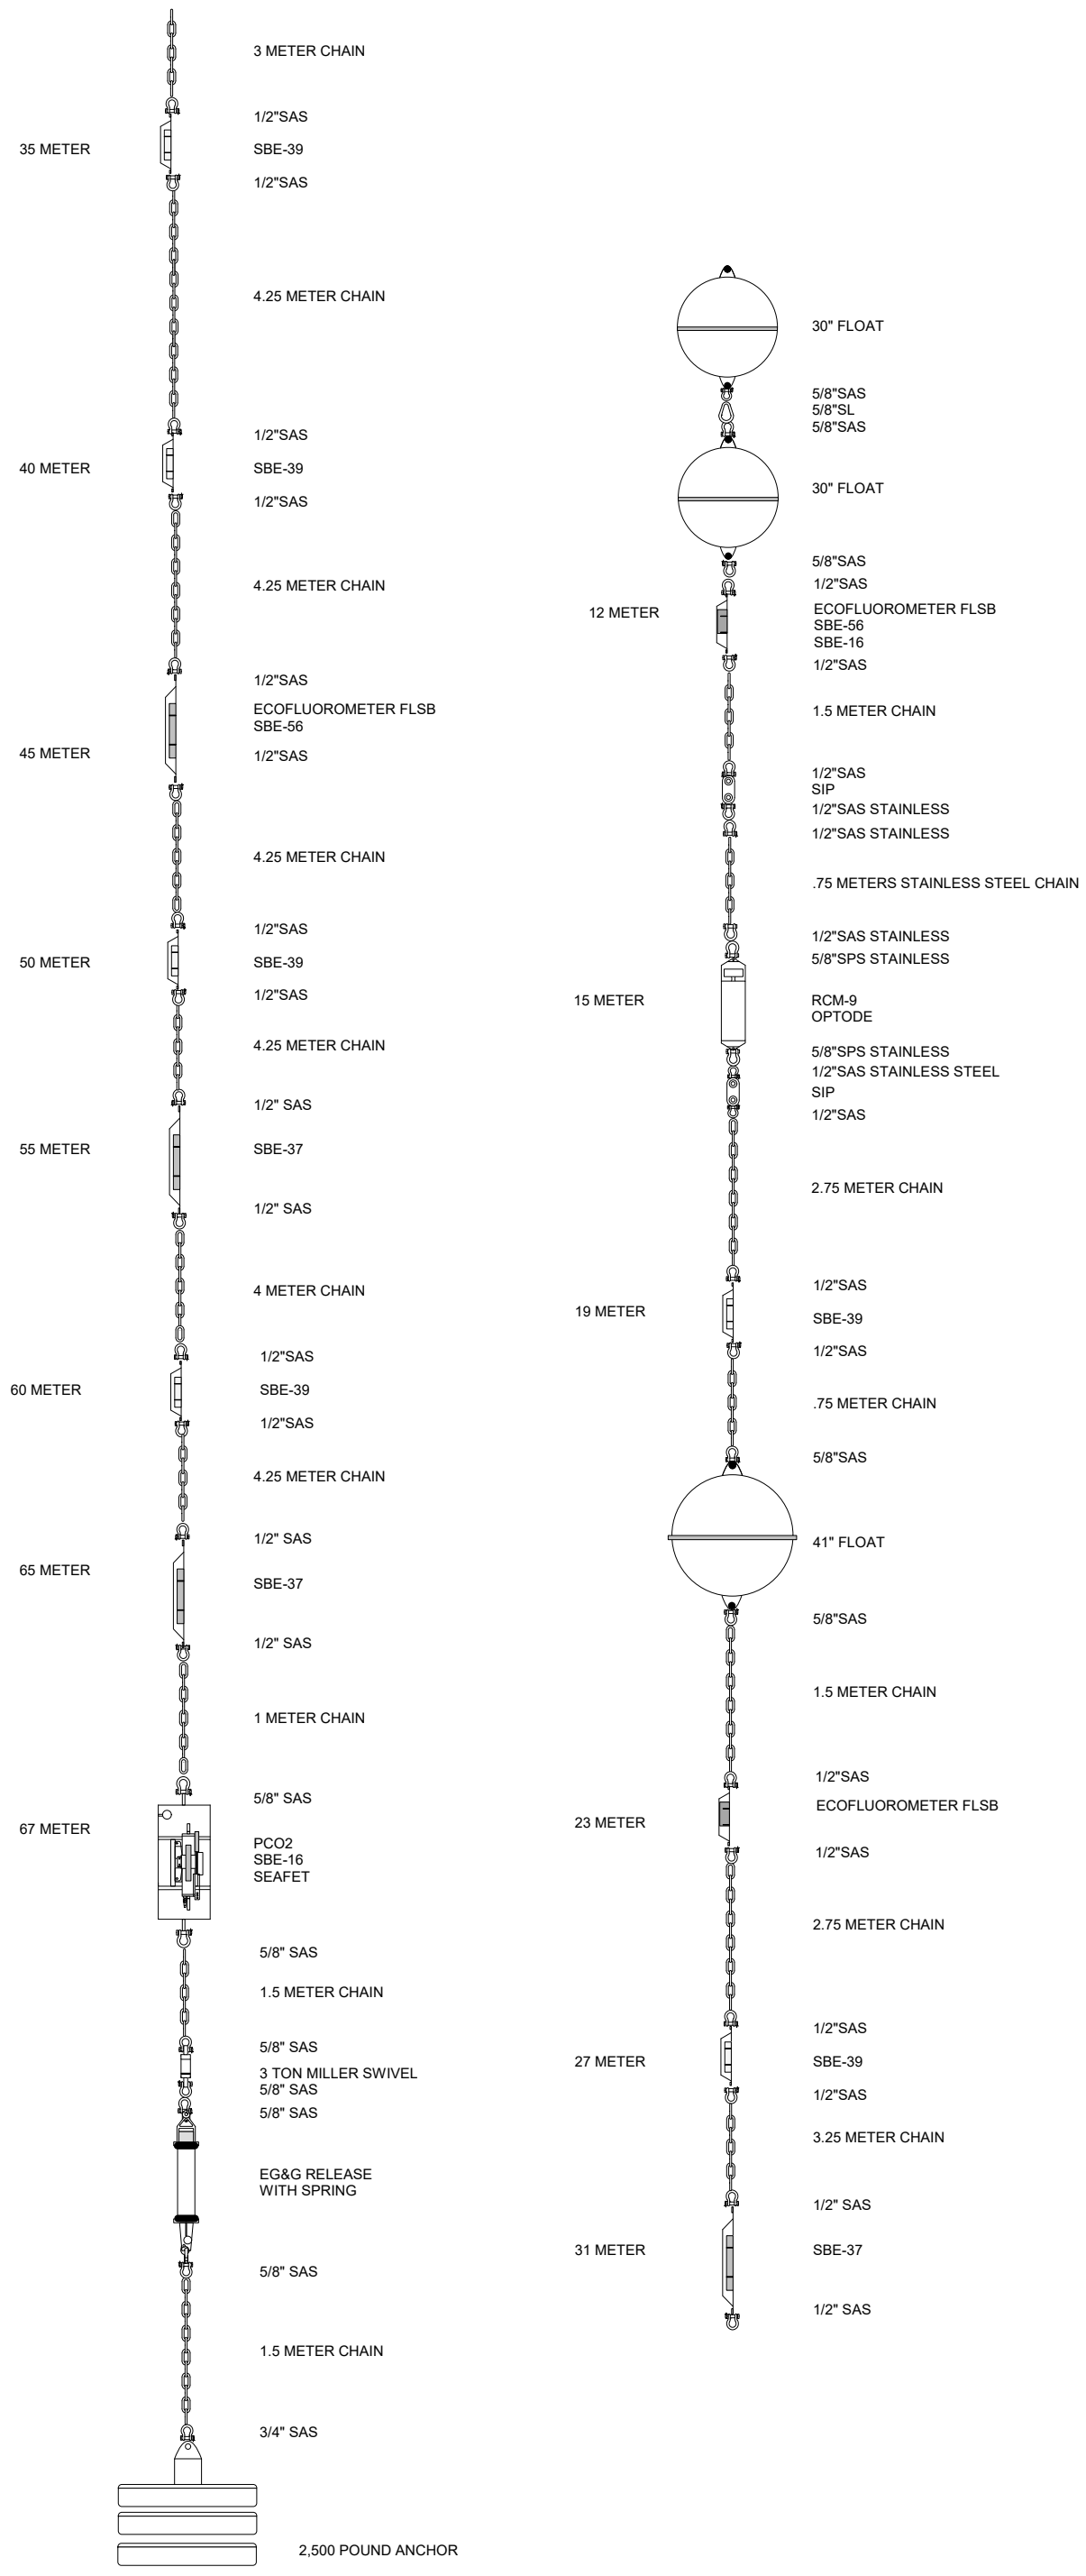 3 METER CHAIN
1/2"SAS
35 METER
SBE-39
1/2"SAS
4.25 METER CHAIN
1/2"SAS
40 METER
SBE-39
1/2"SAS
4.25 METER CHAIN
1/2"SAS
ECOFLUOROMETER FLSB
SBE-56
45 METER
1/2"SAS
4.25 METER CHAIN
1/2"SAS
50 METER
SBE-39
1/2"SAS
4.25 METER CHAIN
1/2" SAS
55 METER
SBE-37
1/2" SAS
4 METER CHAIN
1/2"SAS
60 METER
SBE-39
1/2"SAS
4.25 METER CHAIN
1/2" SAS
65 METER
SBE-37
1/2" SAS
1 METER CHAIN
5/8" SAS
67 METER
PCO2
SBE-16
SEAFET
5/8" SAS
1.5 METER CHAIN
5/8" SAS
3 TON MILLER SWIVEL
5/8" SAS
5/8" SAS
EG&G RELEASE
WITH SPRING
5/8" SAS
1.5 METER CHAIN
3/4" SAS
2,500 POUND ANCHOR
30" FLOAT
5/8"SAS
5/8"SL
5/8"SAS
30" FLOAT
5/8"SAS
1/2"SAS
12 METER
ECOFLUOROMETER FLSB
SBE-56
SBE-16
1/2"SAS
1.5 METER CHAIN
1/2"SAS
SIP
1/2"SAS STAINLESS
1/2"SAS STAINLESS
.75 METERS STAINLESS STEEL CHAIN
1/2"SAS STAINLESS
5/8"SPS STAINLESS
15 METER
RCM-9
OPTODE
5/8"SPS STAINLESS
1/2"SAS STAINLESS STEEL
SIP
1/2"SAS
2.75 METER CHAIN
1/2"SAS
19 METER
SBE-39
1/2"SAS
.75 METER CHAIN
5/8"SAS
41" FLOAT
5/8"SAS
1.5 METER CHAIN
1/2"SAS
ECOFLUOROMETER FLSB
23 METER
1/2"SAS
2.75 METER CHAIN
1/2"SAS
27 METER
SBE-39
1/2"SAS
3.25 METER CHAIN
1/2" SAS
31 METER
SBE-37
1/2" SAS